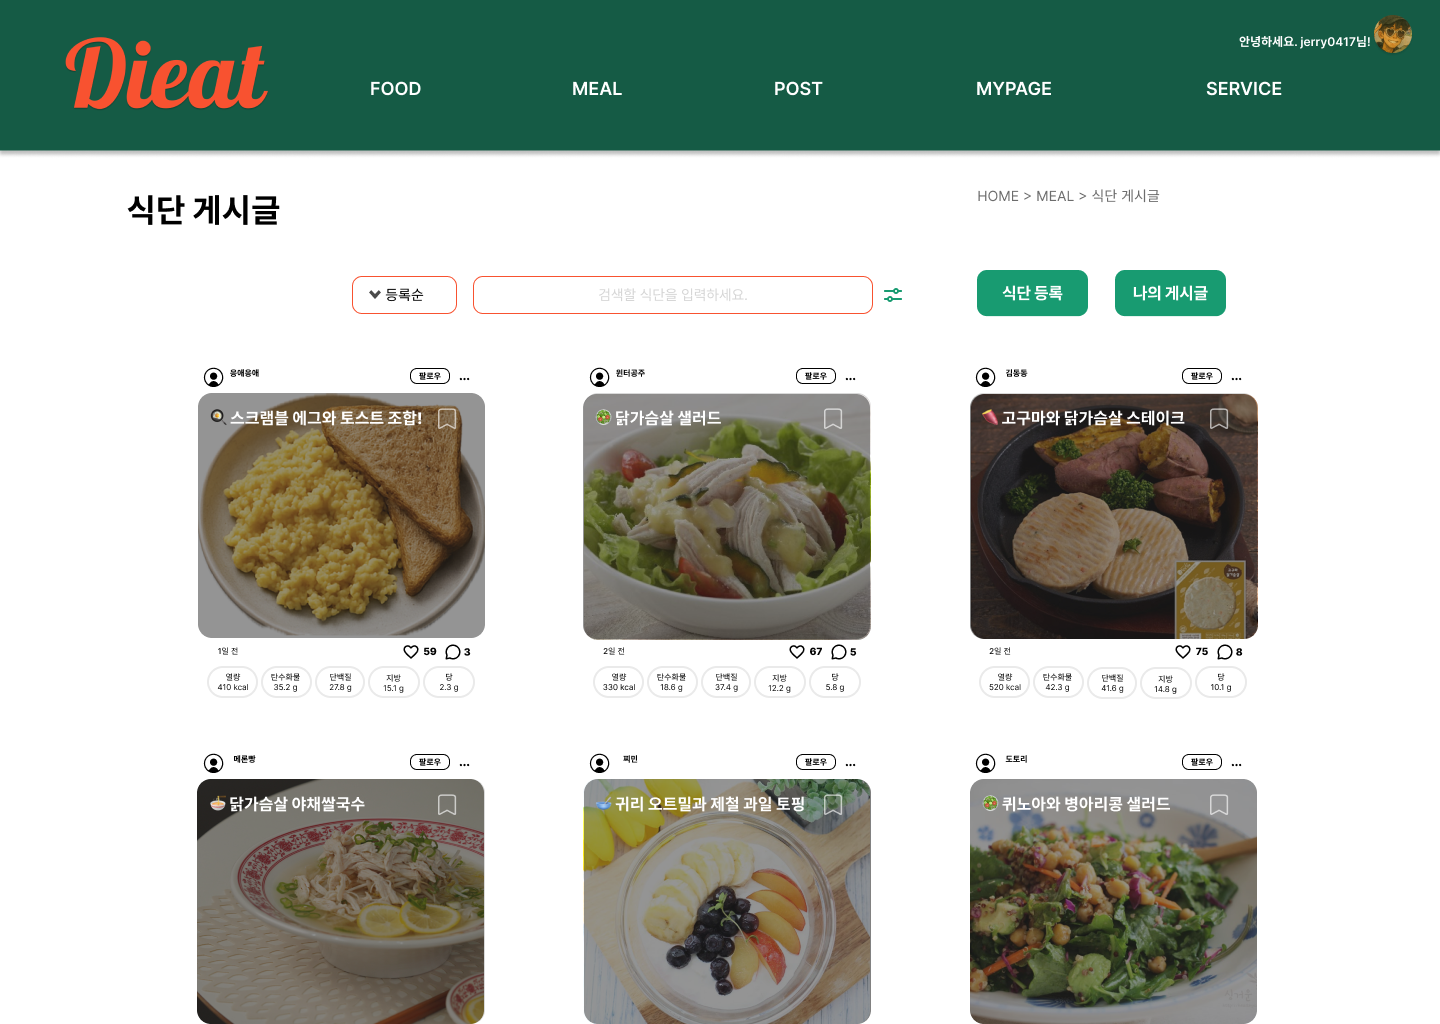 Dieat
안녕하세요. jerry0417님!
FOOD
MEAL
POST
MYPAGE
SERVICE
식단 게시글
HOME > MEAL > 식단 게시글
등록순
검색할 식단을 입력하세요.
식단 등록
나의 게시글
응애응애
팔로우
...
스크램블 에그와 토스트 조합!
1일 전
59
3
열량
410 kcal
탄수화물
35.2 g
단백질
27.8 g
지방
15.1 g
당
2.3 g
윈터공주
팔로우
...
닭가슴살 샐러드
2일 전
67
5
열량
330 kcal
탄수화물
18.6 g
단백질
37.4 g
지방
12.2 g
당
5.8 g
김동동
팔로우
...
고구마와 닭가슴살 스테이크
2일 전
75
8
열량
520 kcal
탄수화물
42.3 g
단백질
41.6 g
지방
14.8 g
당
10.1 g
메론빵
팔로우
...
닭가슴살 야채쌀국수
찌민
팔로우
...
귀리 오트밀과 제철 과일 토핑
도토리
팔로우
...
퀴노아와 병아리콩 샐러드